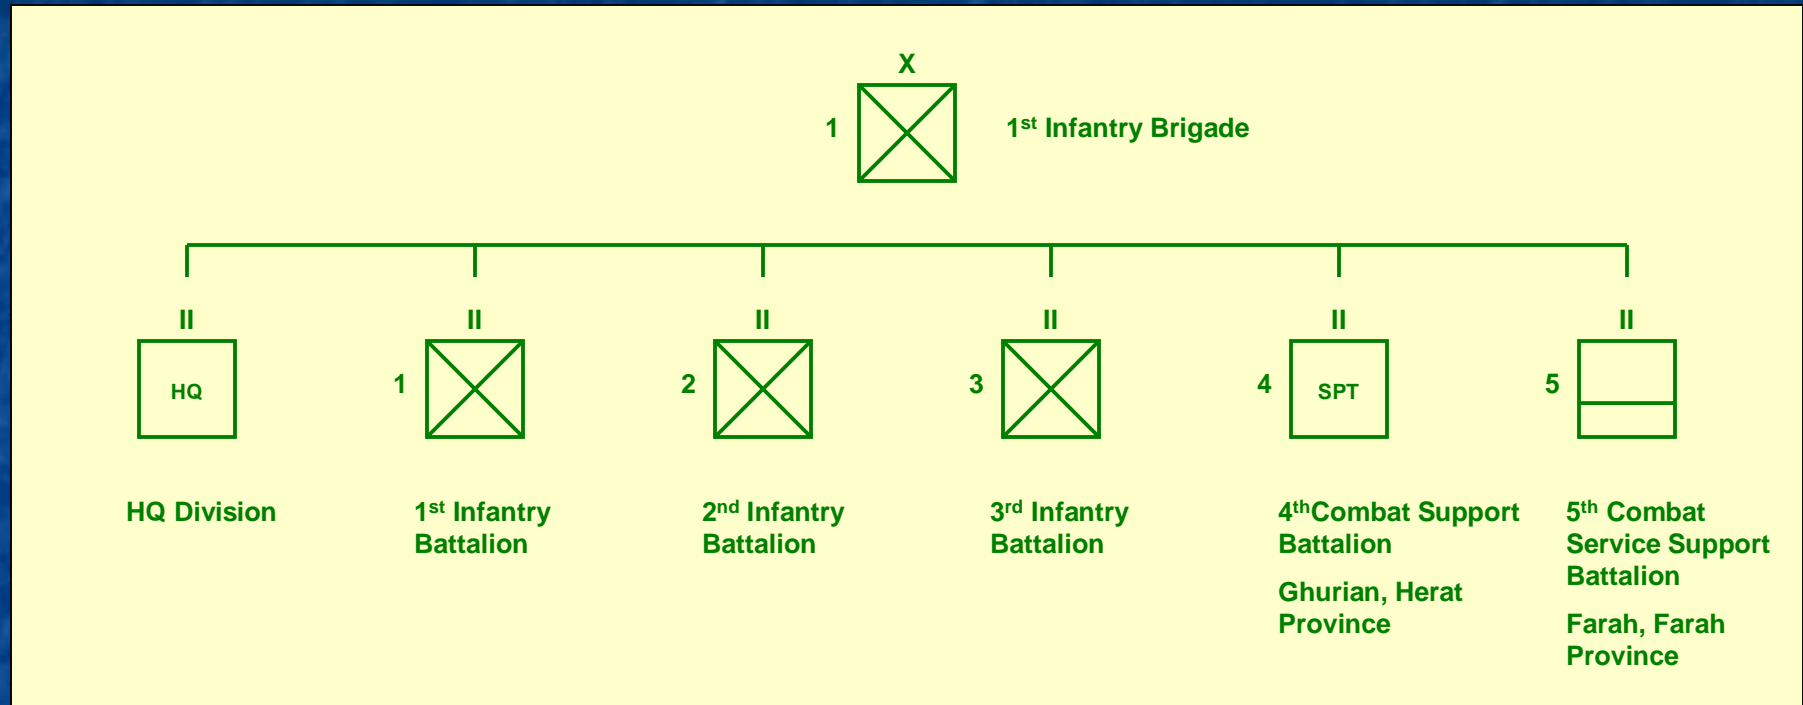 X
1
1st Infantry Brigade
II
II
II
II
II
II
HQ
1
2
3
4
SPT
5
HQ Division
1st Infantry
Battalion
2nd Infantry
Battalion
3rd Infantry
Battalion
4thCombat Support
Battalion
Ghurian, Herat
Province
5th Combat
Service Support
Battalion
Farah, Farah
Province